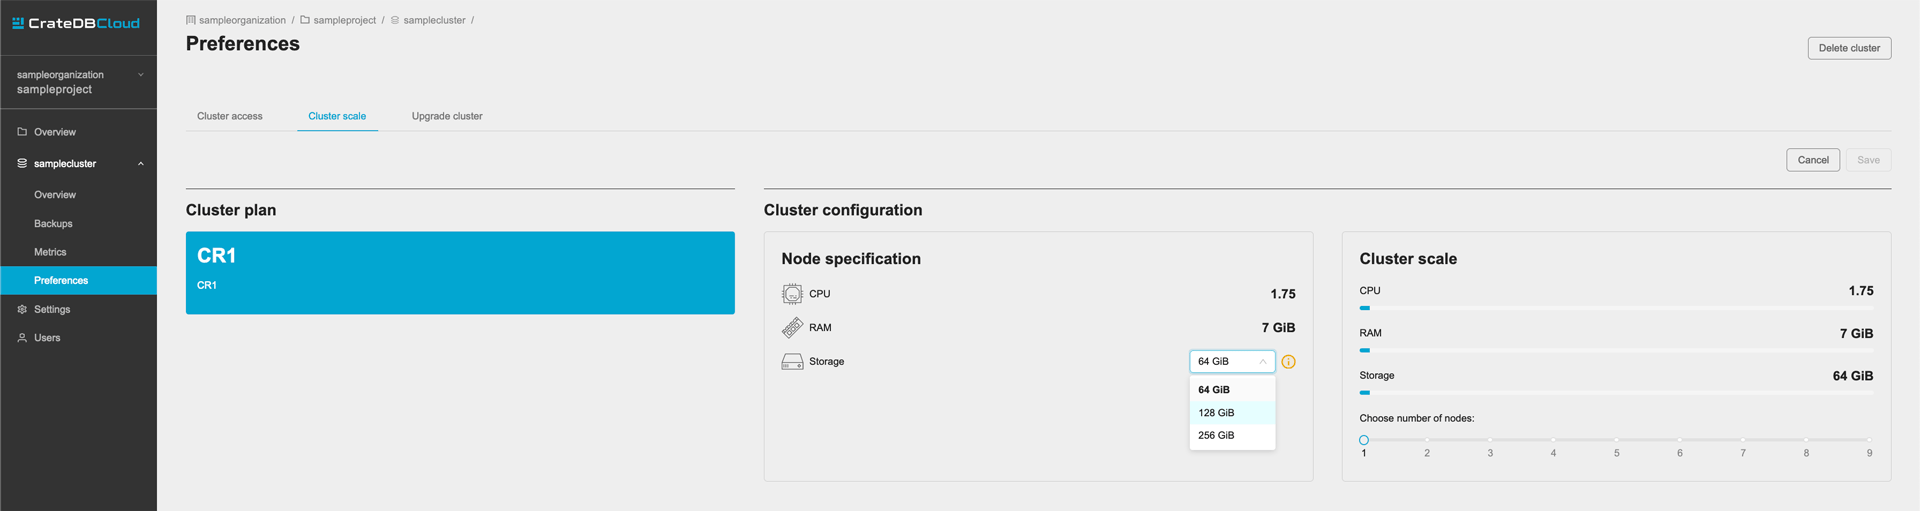 CrateDBCloud
sampleorganization
sampleproject
Overview
samplecluster
Overview
Backups
Metrics
Preferences
Settings
Users
sampleorganization / sampleproject / samplecluster /
Preferences
Delete cluster
Cluster access Cluster scale Upgrade cluster
Cancel Save
Cluster plan
CR1
CR1
Cluster configuration
Node specification
CPU 1.75
RAM 7 GiB
Storage 64 GiB
64 GiB
128 GiB
256 GiB
Cluster scale
CPU 1.75
RAM 7 GiB
Storage 64 GiB
Choose number of nodes:
1 2 3 4 5 6 7 8 9